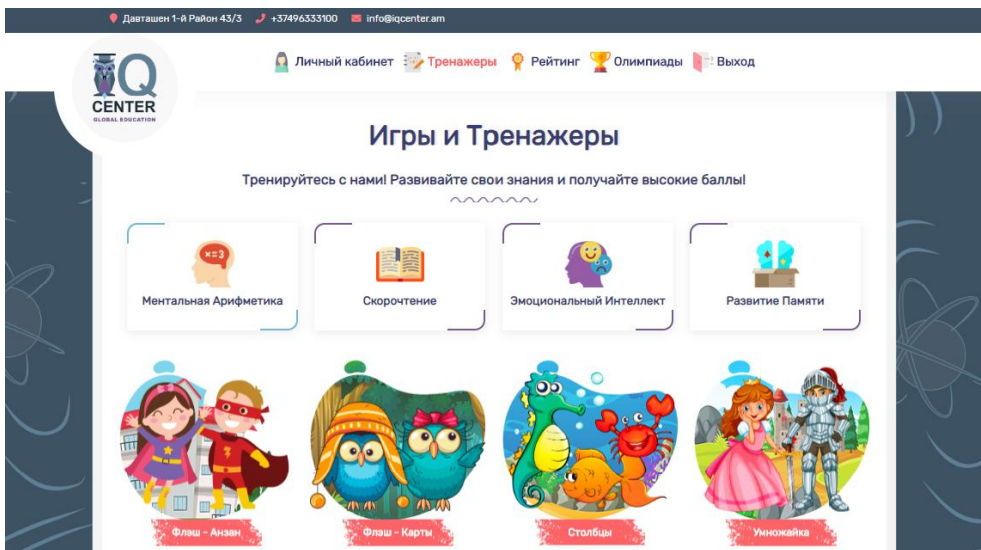 Давташен 1-й Район 43/3 +37496333100 info@iqcenter.am
IQ
CENTER
GLOBAL EDUCATION
Личный кабинет Тренажеры Рейтинг Олимпиады Выход
Игры и Тренажеры
Тренируйтесь с нами! Развивайте свои знания и получайте высокие баллы!
x=3
Ментальная Арифметика Скорочтение Эмоциональный Интеллект Развитие Памяти
Флэш - Анзан Флэш - Карты Столбцы Умножайка